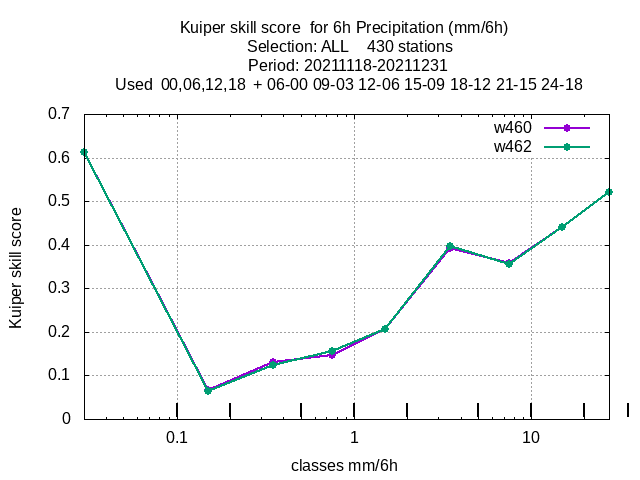 Kuiper skill score  for 6h Precipitation (mm/6h)
Selection: ALL    430 stations
Period: 20211118-20211231
Used  00,06,12,18  + 06-00 09-03 12-06 15-09 18-12 21-15 24-18
w460
w462
0.7
0.6
0.5
0.4
0.3
0.2
0.1
0
Kuiper skill score
0.1 1 10
classes mm/6h